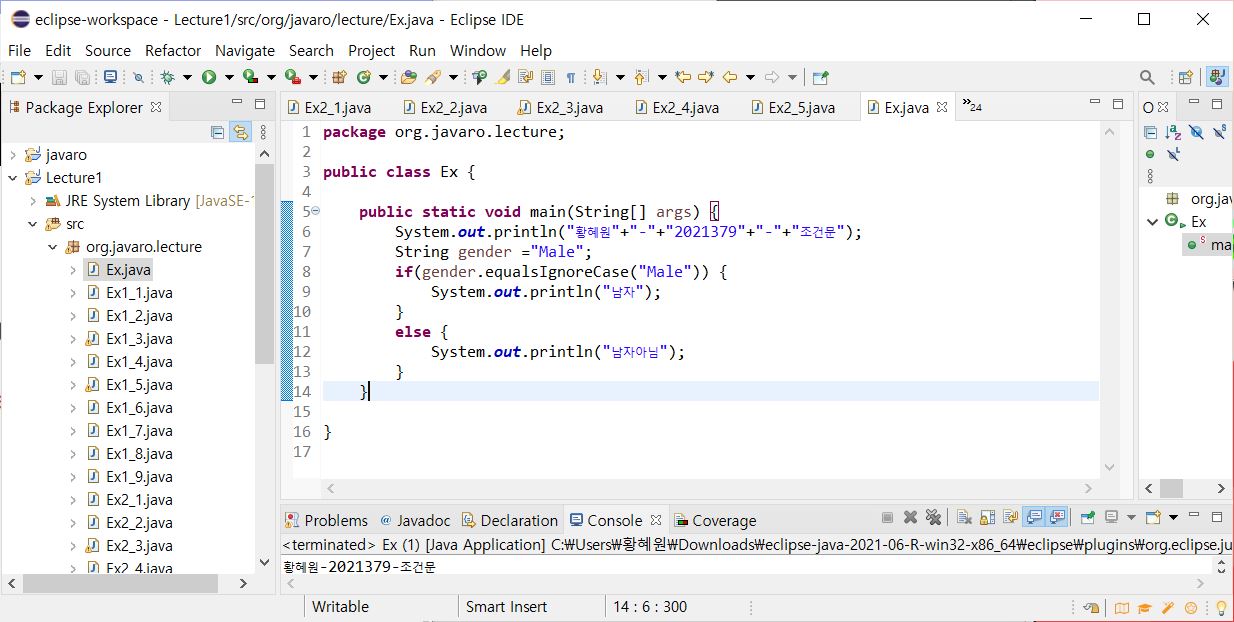 eclipse-workspace - Lecture1/src/org/javaro/lecture/Ex.java - Eclipse IDE
File Edit Source Refactor Navigate Search Project Run Window Help
Package Explorer
javaro
Lecture1
JRE System Library [JavaSE-1
src
org.javaro.lecture
Ex.java
Ex1_1.java
Ex1_2.java
Ex1_3.java
Ex1_4.java
Ex1_5.java
Ex1_6.java
Ex1_7.java
Ex1_8.java
Ex1_9.java
Ex2_1.java
Ex2_2.java
Ex2_3.java
Ex2_4.java
Ex2_1.java Ex2_2.java Ex2_3.java Ex2_4.java Ex2_5.java Ex.java 24
1 package org.javaro.lecture;
2
3 public class Ex {
4
5 public static void main(String[] args) {
6 System.out.println("황혜원"+"-"+"2021379"+"-"+"조건문");
7 String gender ="Male";
8 if(gender.equalsIgnoreCase("Male")) {
9 System.out.println("남자");
10 }
11 else {
12 System.out.println("남자아님");
13 }
14 }
15
16 }
17
org.jav
Ex
ma
Problems @ Javadoc Declaration Console Coverage
<terminated> Ex (1) [Java Application] C:₩Users₩황혜원₩Downloads₩eclipse-java-2021-06-R-win32-x86_64₩eclipse₩plugins₩org.eclipse.ju
황혜원-2021379-조건문
Writable Smart Insert 14 : 6 : 300